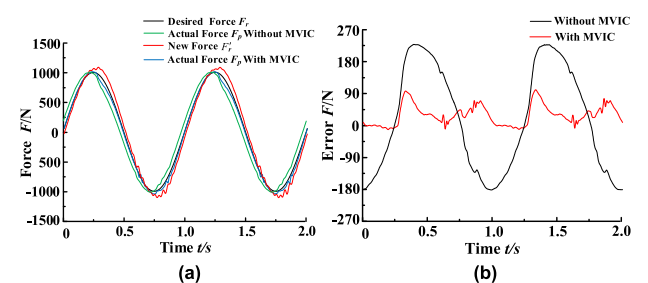 Desired Force Fr
Actual Force Fp Without MVIC
New Force F'r
Actual Force Fp With MVIC
1500
1000
500
0
-500
-1000
-1500
Force F/N
0 0.5 1.0 1.5 2.0
Time t/s
(a)
Without MVIC
With MVIC
270
180
90
0
-90
-180
-270
Error F/N
0 0.5 1.0 1.5 2.0
Time t/s
(b)